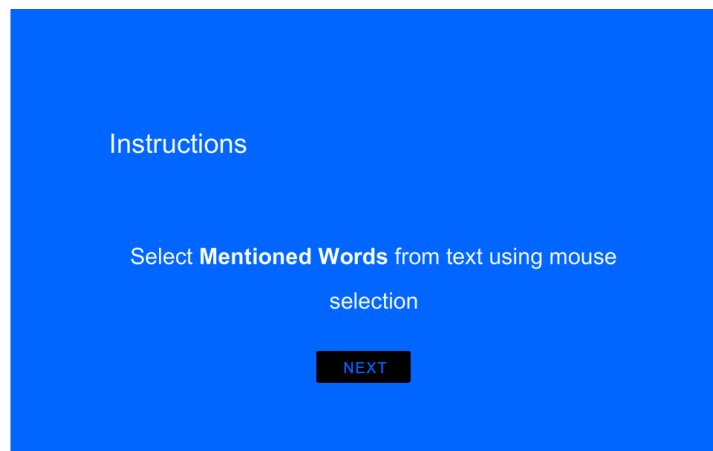 Instructions
Select Mentioned Words from text using mouse
selection
NEXT